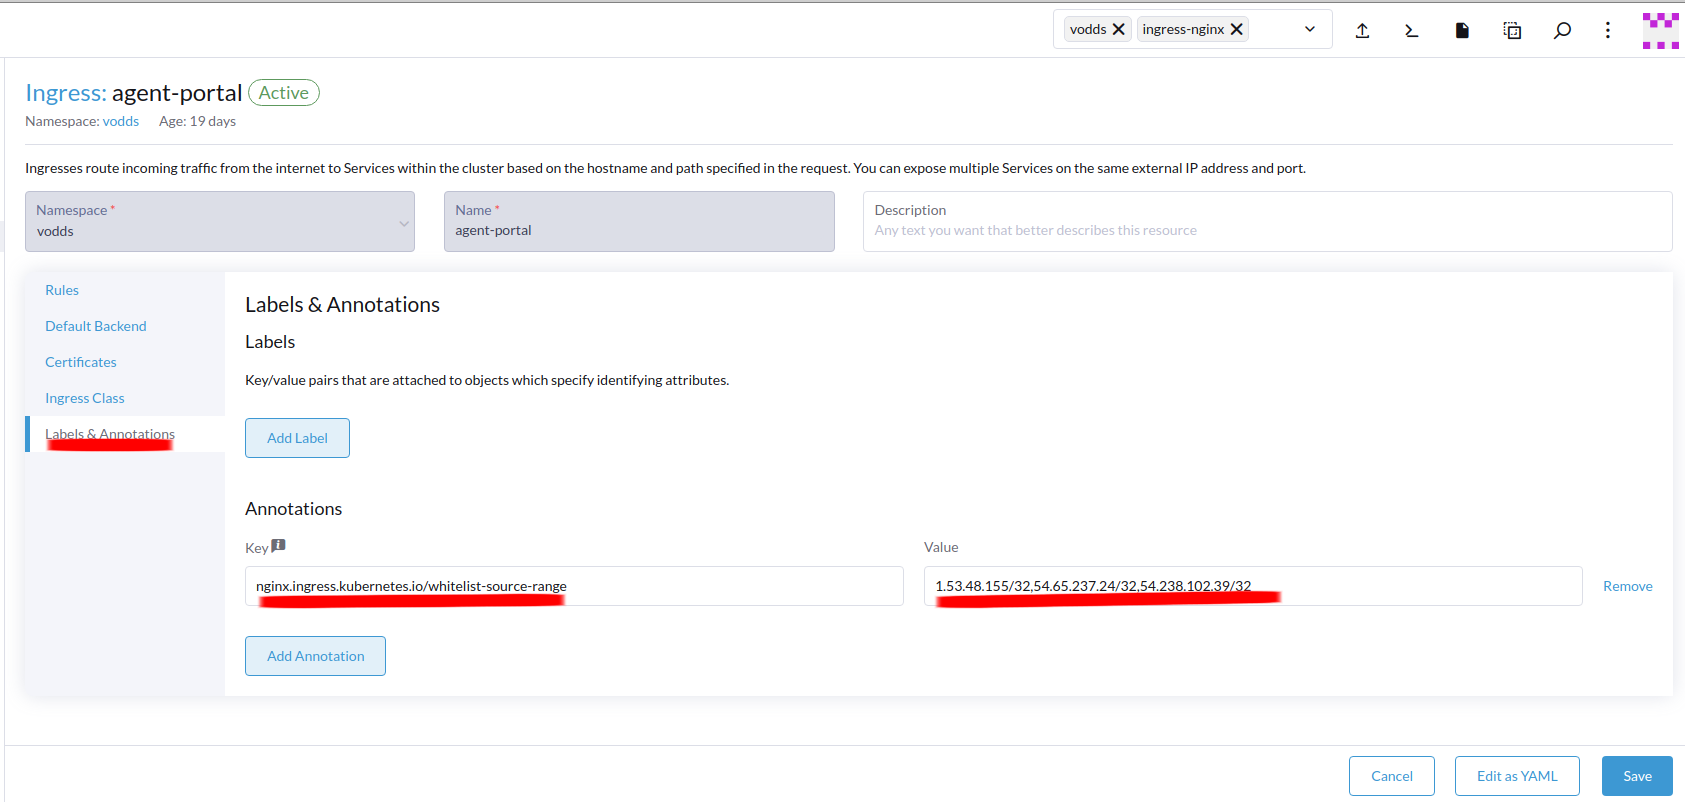 vodds
ingress-nginx
Ingress: agent-portal Active
Namespace: vodds Age: 19 days
Ingresses route incoming traffic from the internet to Services within the cluster based on the hostname and path specified in the request. You can expose multiple Services on the same external IP address and port.
Namespace *
vodds
Name *
agent-portal
Description
Any text you want that better describes this resource
Rules
Default Backend
Certificates
Ingress Class
Labels & Annotations
Labels & Annotations
Labels
Key/value pairs that are attached to objects which specify identifying attributes.
Add Label
Annotations
Key
Value
nginx.ingress.kubernetes.io/whitelist-source-range
1.53.48.155/32,54.65.237.24/32,54.238.102.39/32
Remove
Add Annotation
Cancel
Edit as YAML
Save